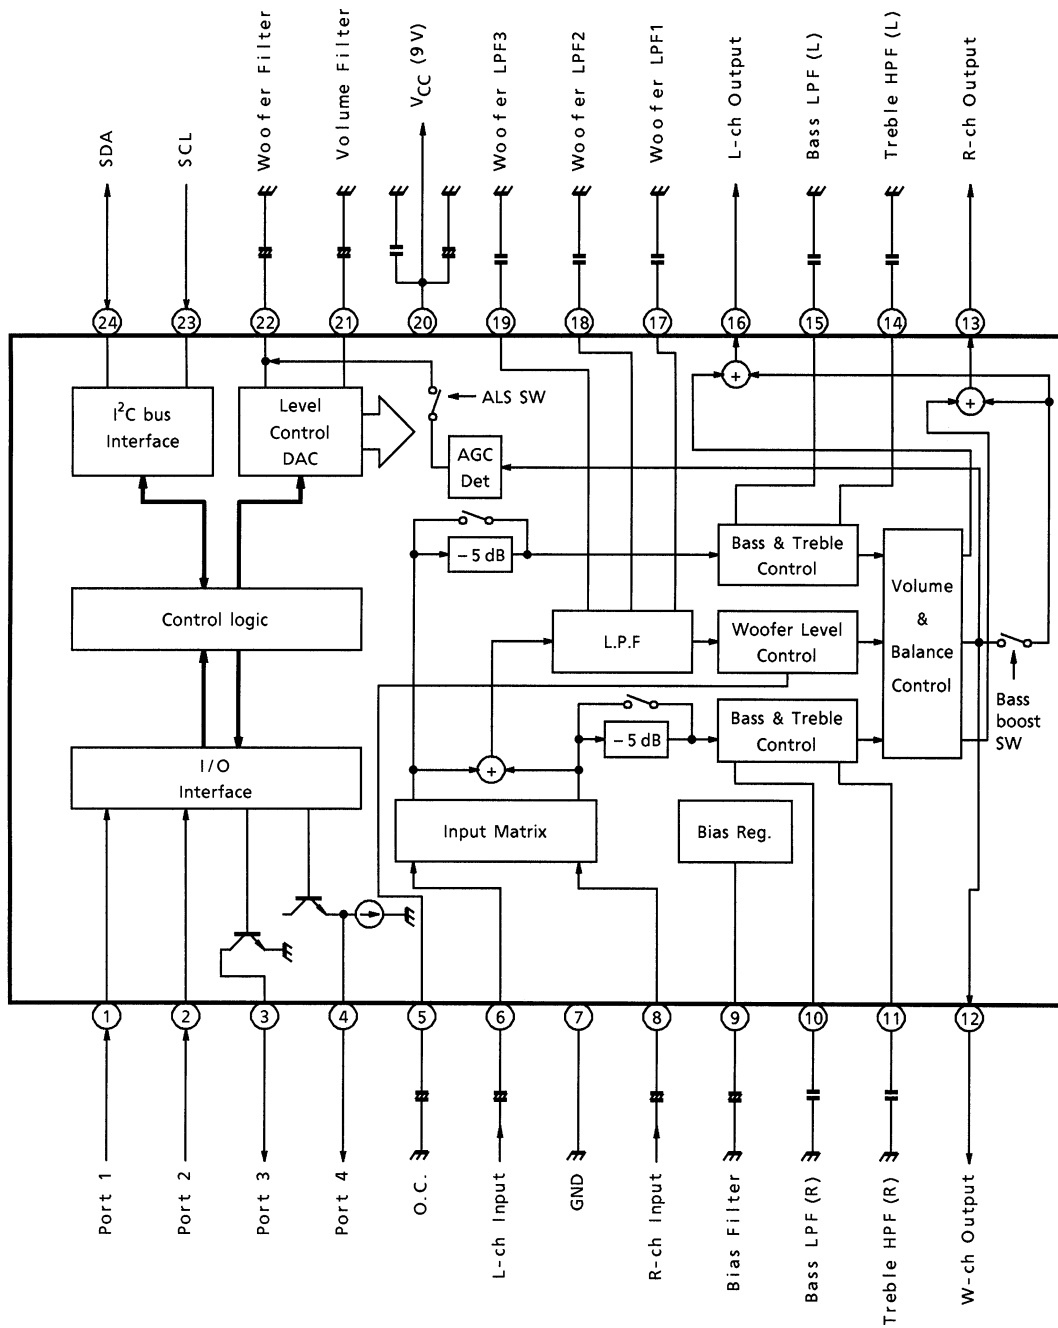 SDA
SCL
Woofer Filter
Volume Filter
VCC (9 V)
Woofer LPF3
Woofer LPF2
Woofer LPF1
L-ch Output
Bass LPF (L)
Treble HPF (L)
R-ch Output
24
23
22
21
20
19
18
17
16
15
14
13
I²C bus
Interface
Level
Control
DAC
ALS SW
AGC
Det
+
+
– 5 dB
Bass & Treble
Control
Volume
&
Balance
Control
Control logic
L.P.F
Woofer Level
Control
Bass
boost
SW
– 5 dB
Bass & Treble
Control
I/O
Interface
+
Input Matrix
Bias Reg.
1
2
3
4
5
6
7
8
9
10
11
12
Port 1
Port 2
Port 3
Port 4
O.C.
L-ch Input
GND
R-ch Input
Bias Filter
Bass LPF (R)
Treble HPF (R)
W-ch Output